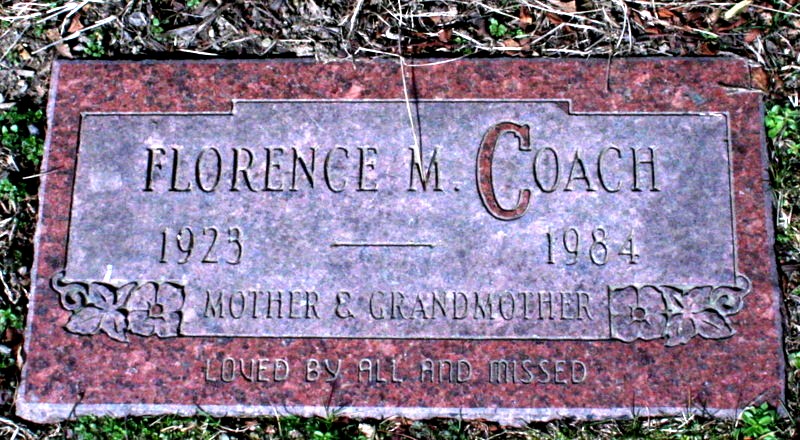 FLORENCE M. COACH
1923 — 1984
MOTHER & GRANDMOTHER
LOVED BY ALL AND MISSED